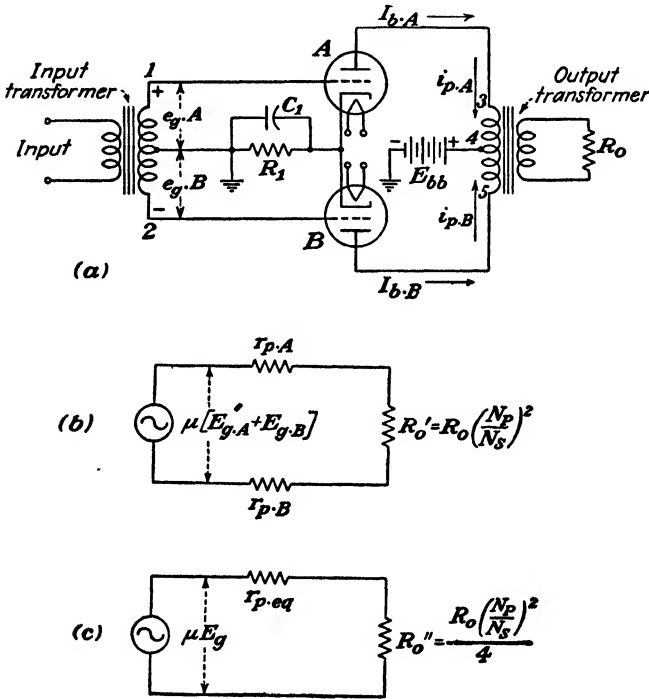 I_b·A
A
Input transformer
1
+
e_g·A
C₁
i_p·A
3
Output transformer
Input
R₁
-
+
4
R_o
E_bb
e_g·B
5
-
2
B
i_p·B
(a)
I_b·B
r_p·A
(b)
μ[E_g·A″+E_g·B]
R_o'=R_o(N_P/N_S)²
r_p·B
r_p·eq
(c)
μE_g
R_o″=R_o(N_P/N_S)²/4